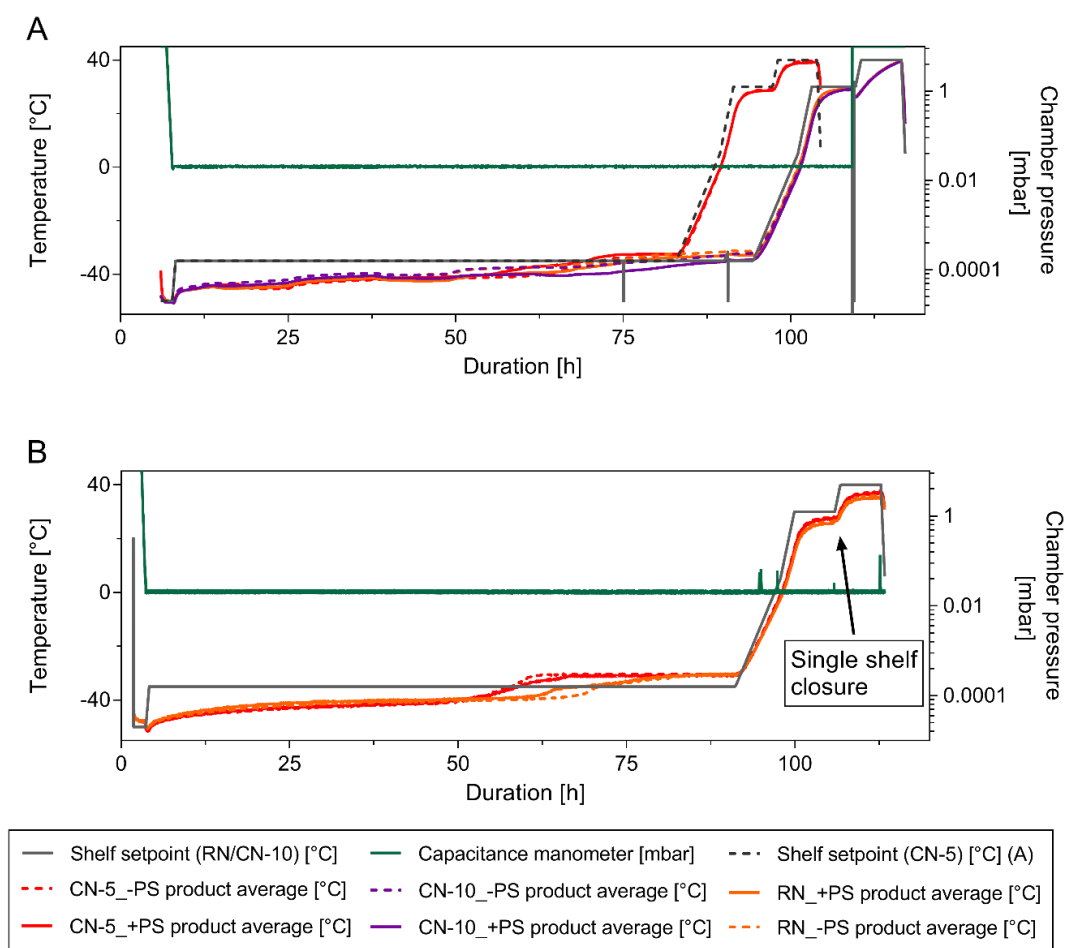 A
40
0
-40
Temperature [°C]
1
0.01
0.0001
Chamber pressure
[mbar]
0
25
50
75
100
Duration [h]
B
40
0
-40
Temperature [°C]
1
0.01
0.0001
Chamber pressure
[mbar]
Single shelf
closure
0
25
50
75
100
Duration [h]
Shelf setpoint (RN/CN-10) [°C]
Capacitance manometer [mbar]
Shelf setpoint (CN-5) [°C] (A)
CN-5_-PS product average [°C]
CN-10_-PS product average [°C]
RN_+PS product average [°C]
CN-5_+PS product average [°C]
CN-10_+PS product average [°C]
RN_-PS product average [°C]